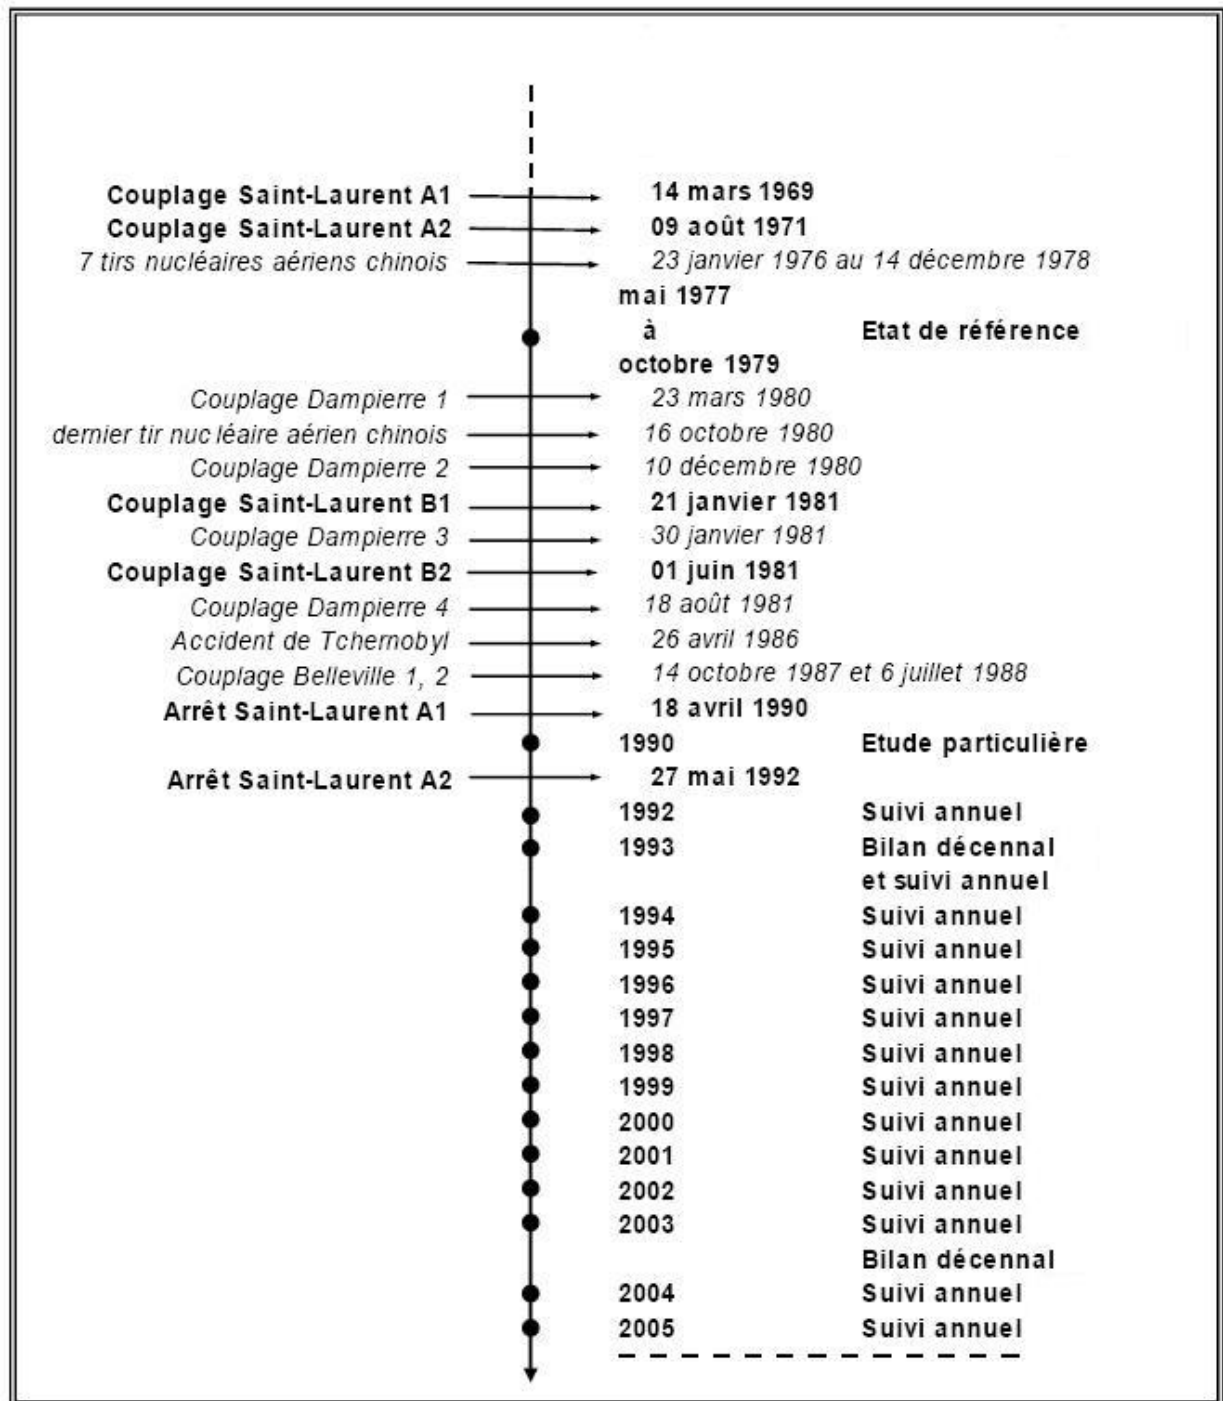 Couplage Saint-Laurent A1 14 mars 1969
Couplage Saint-Laurent A2 09 août 1971
7 tirs nucléaires aériens chinois 23 janvier 1976 au 14 décembre 1978
mai 1977
à Etat de référence
octobre 1979
Couplage Dampierre 1 23 mars 1980
dernier tir nucléaire aérien chinois 16 octobre 1980
Couplage Dampierre 2 10 décembre 1980
Couplage Saint-Laurent B1 21 janvier 1981
Couplage Dampierre 3 30 janvier 1981
Couplage Saint-Laurent B2 01 juin 1981
Couplage Dampierre 4 18 août 1981
Accident de Tchernobyl 26 avril 1986
Couplage Belleville 1, 2 14 octobre 1987 et 6 juillet 1988
Arrêt Saint-Laurent A1 18 avril 1990
1990 Etude particulière
Arrêt Saint-Laurent A2 27 mai 1992
1992 Suivi annuel
1993 Bilan décennal
et suivi annuel
1994 Suivi annuel
1995 Suivi annuel
1996 Suivi annuel
1997 Suivi annuel
1998 Suivi annuel
1999 Suivi annuel
2000 Suivi annuel
2001 Suivi annuel
2002 Suivi annuel
2003 Suivi annuel
Bilan décennal
2004 Suivi annuel
2005 Suivi annuel